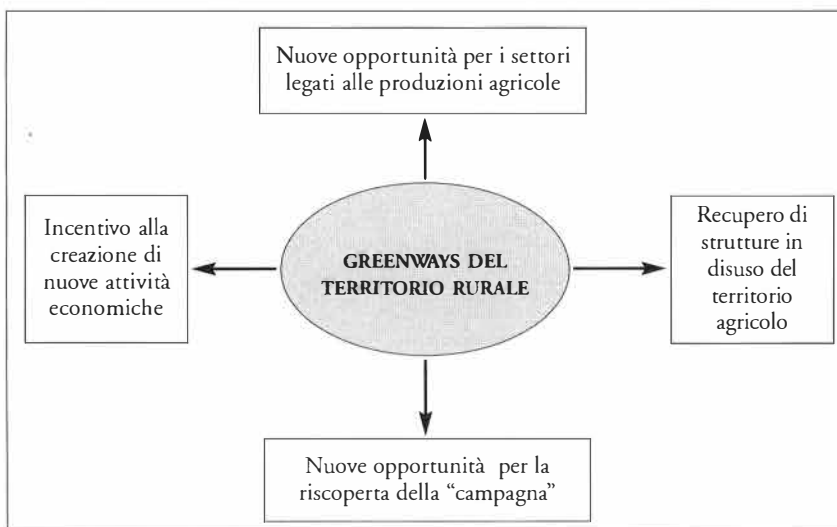 Nuove opportunità per i settori
legati alle produzioni agricole
Incentivo alla
creazione di
nuove attività
economiche
GREENWAYS DEL
TERRITORIO RURALE
Recupero di
strutture in
disuso del
territorio
agricolo
Nuove opportunità per la
riscoperta della “campagna”